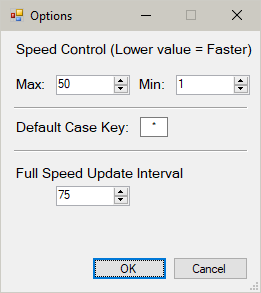 Options
Speed Control (Lower value = Faster)
Max: 50 Min: 1
Default Case Key: *
Full Speed Update Interval
75
OK Cancel